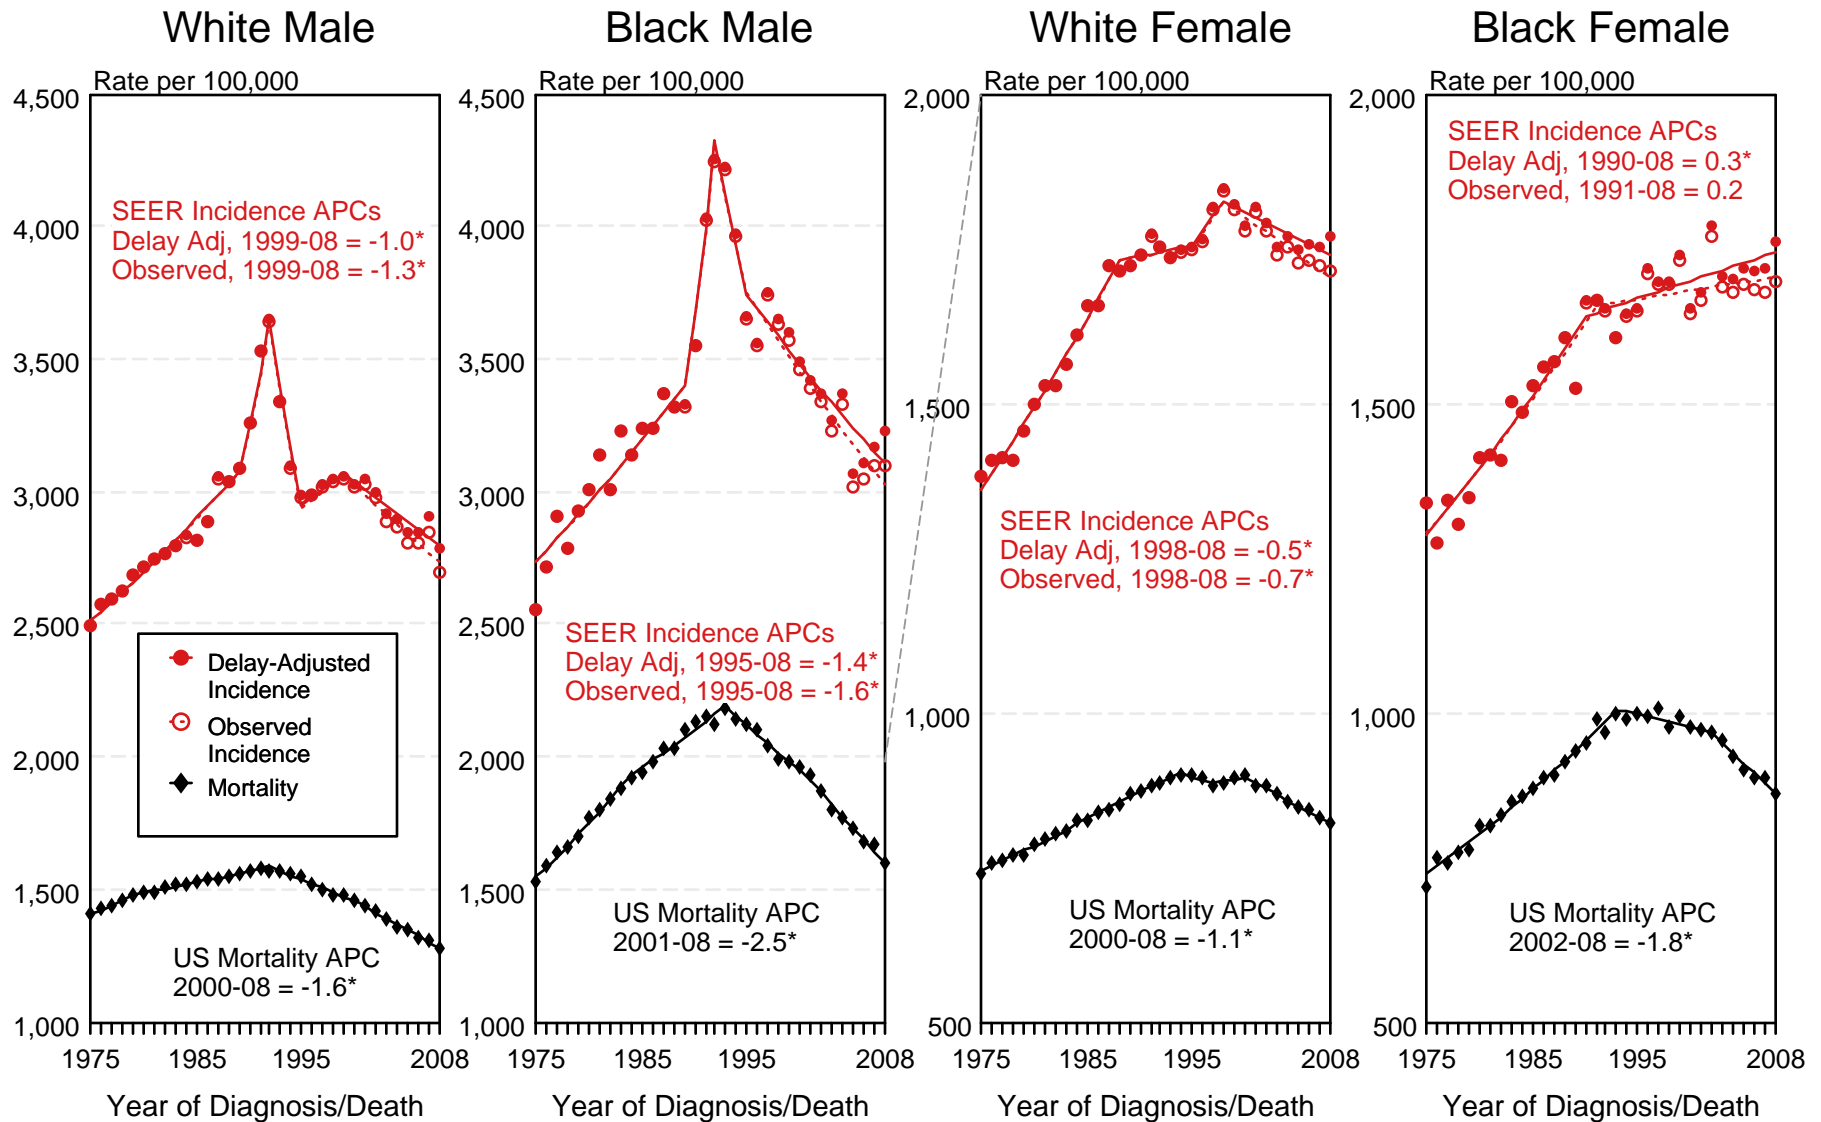 White Male
Black Male
White Female
Black Female
Rate per 100,000
Rate per 100,000
Rate per 100,000
Rate per 100,000
4,500
4,000
3,500
3,000
2,500
2,000
1,500
1,000
SEER Incidence APCs
Delay Adj, 1999-08 = -1.0*
Observed, 1999-08 = -1.3*
Delay-Adjusted
Incidence
Observed
Incidence
Mortality
US Mortality APC
2000-08 = -1.6*
1975
1985
1995
2008
Year of Diagnosis/Death
4,500
4,000
3,500
3,000
2,500
2,000
1,500
1,000
SEER Incidence APCs
Delay Adj, 1995-08 = -1.4*
Observed, 1995-08 = -1.6*
US Mortality APC
2001-08 = -2.5*
1975
1985
1995
2008
Year of Diagnosis/Death
2,000
1,500
1,000
500
SEER Incidence APCs
Delay Adj, 1998-08 = -0.5*
Observed, 1998-08 = -0.7*
US Mortality APC
2000-08 = -1.1*
1975
1985
1995
2008
Year of Diagnosis/Death
2,000
1,500
1,000
500
SEER Incidence APCs
Delay Adj, 1990-08 = 0.3*
Observed, 1991-08 = 0.2
US Mortality APC
2002-08 = -1.8*
1975
1985
1995
2008
Year of Diagnosis/Death